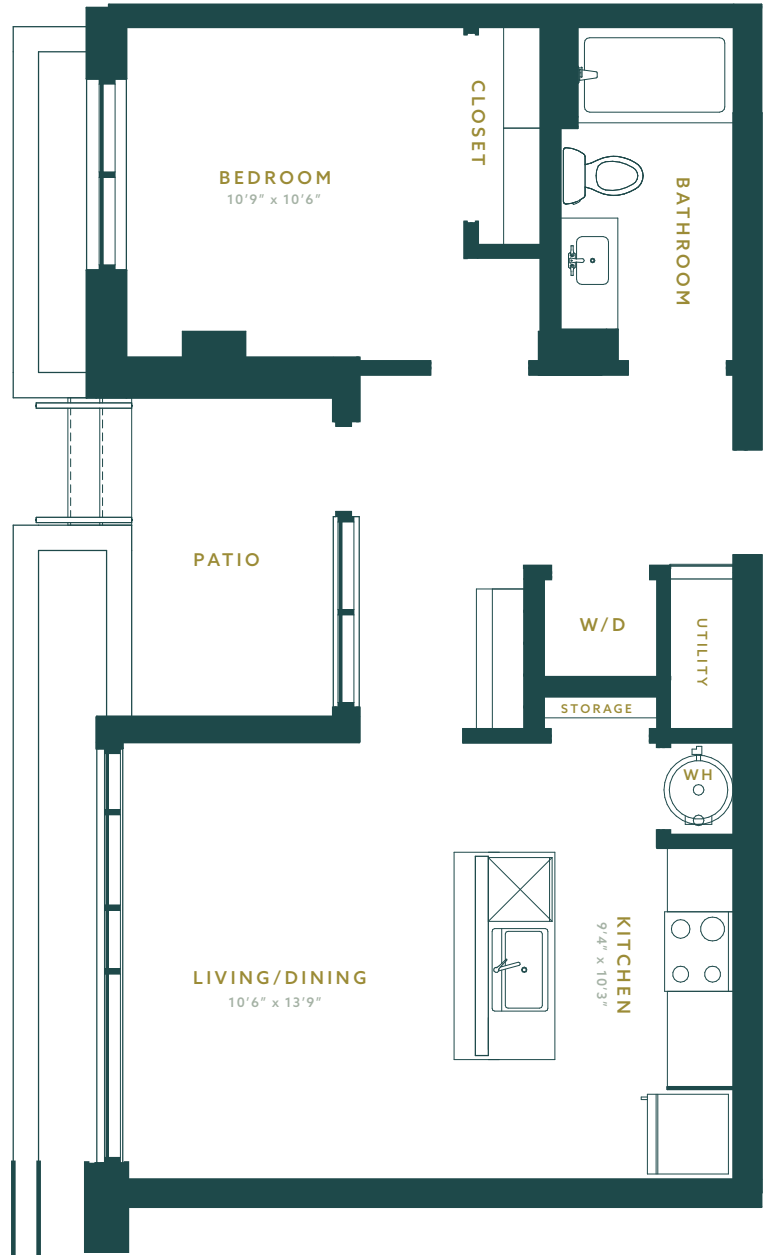 BEDROOM
10'9" x 10'6"
CLOSET
BATHROOM
PATIO
W/D
UTILITY
STORAGE
WH
LIVING/DINING
10'6" x 13'9"
KITCHEN
9'4" x 10'3"